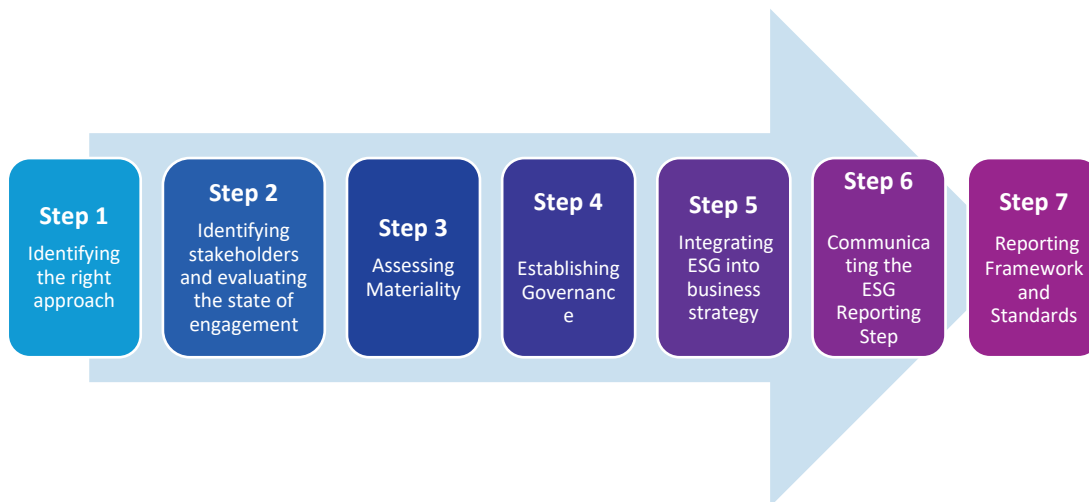 Step 1
Identifying
the right
approach
Step 2
Identifying
stakeholders
and evaluating
the state of
engagement
Step 3
Assessing
Materiality
Step 4
Establishing
Governanc
e
Step 5
Integrating
ESG into
business
strategy
Step 6
Communica
ting the
ESG
Reporting
Step
Step 7
Reporting
Framework
and
Standards